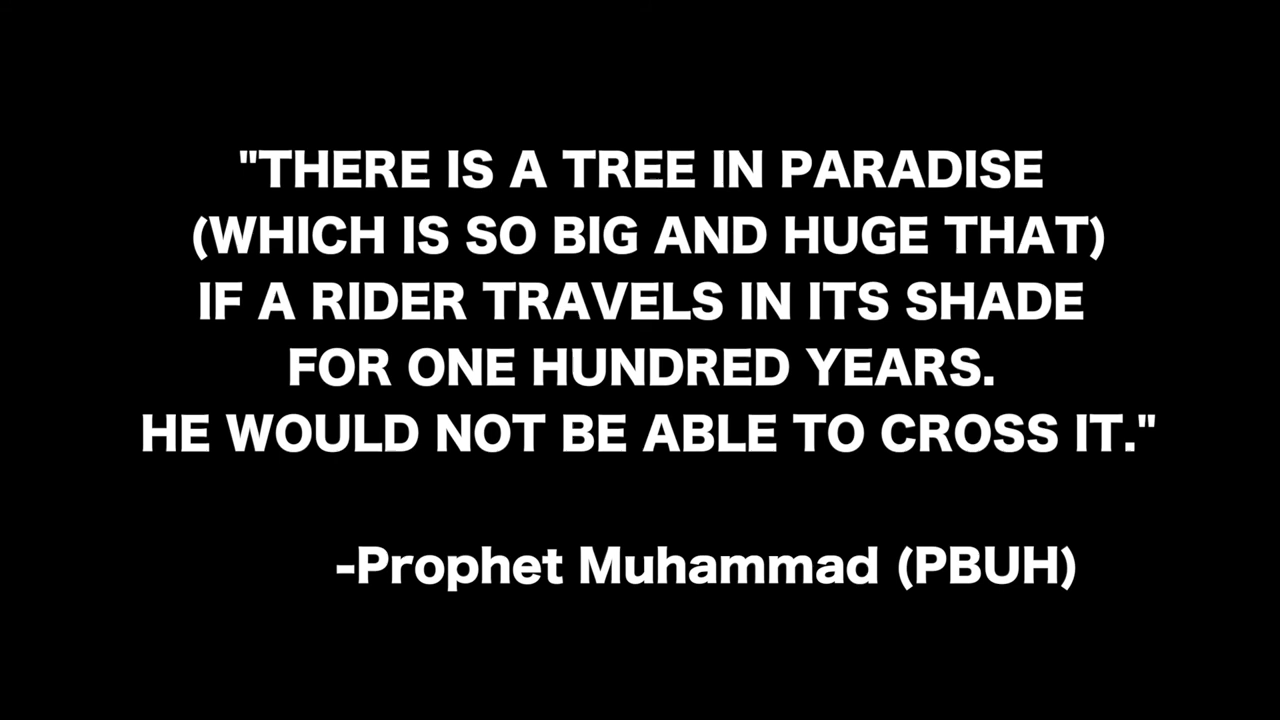 "THERE IS A TREE IN PARADISE
(WHICH IS SO BIG AND HUGE THAT)
IF A RIDER TRAVELS IN ITS SHADE
FOR ONE HUNDRED YEARS.
HE WOULD NOT BE ABLE TO CROSS IT."
-Prophet Muhammad (PBUH)